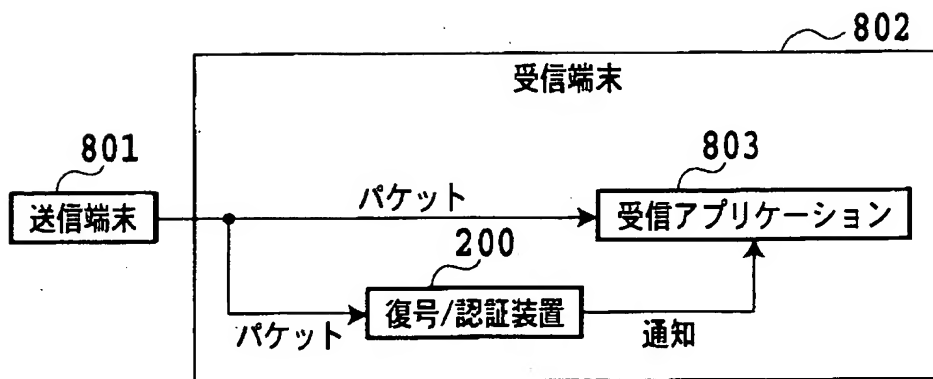 802
受信端末
801
803
送信端末
パケット
受信アプリケーション
200
パケット
復号/認証装置
通知